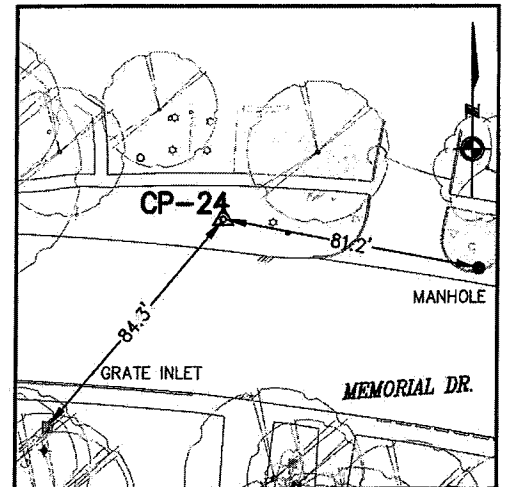 N
CP-24
81.2'
MANHOLE
84.3'
GRATE INLET
MEMORIAL DR.